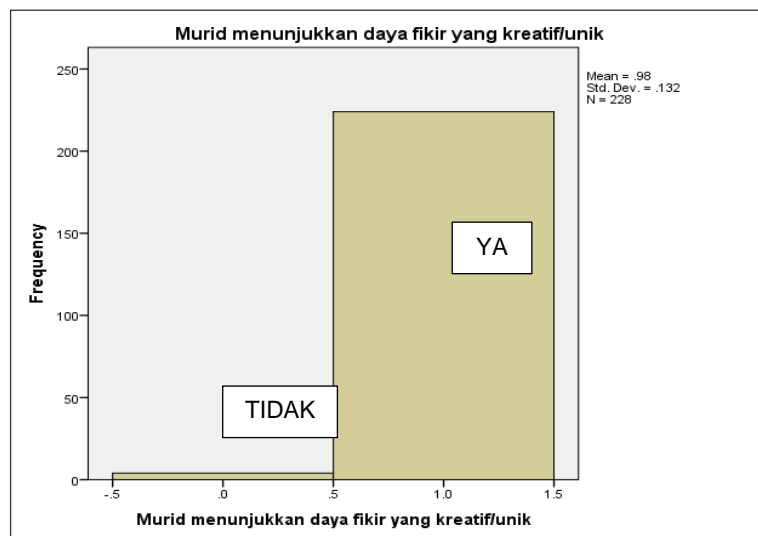 Murid menunjukkan daya fikir yang kreatif/unik
Mean = .98
Std. Dev. = .132
N = 228
250
200
150
100
50
0
Frequency
YA
TIDAK
-.5
.0
.5
1.0
1.5
Murid menunjukkan daya fikir yang kreatif/unik